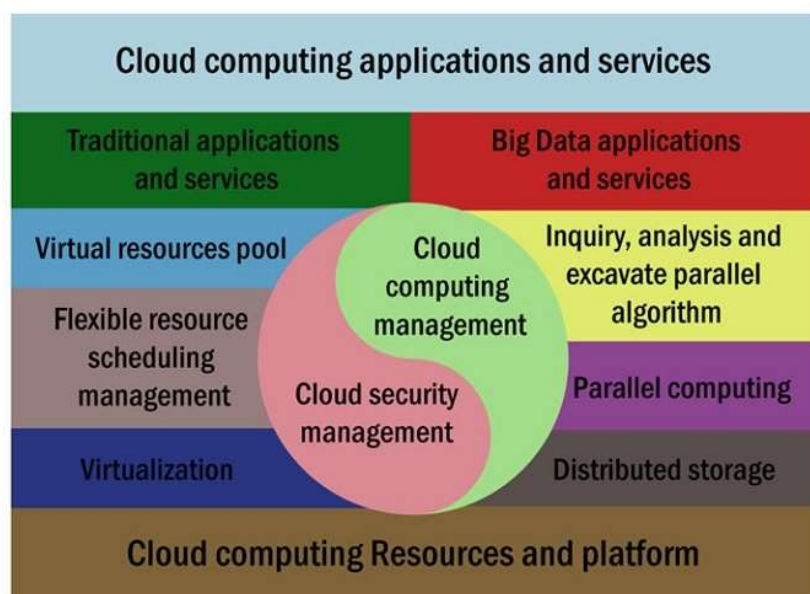 Cloud computing applications and services
Traditional applications
and services
Big Data applications
and services
Virtual resources pool
Flexible resource
scheduling
management
Virtualization
Cloud
computing
management
Cloud security
management
Inquiry, analysis and
excavate parallel
algorithm
Parallel computing
Distributed storage
Cloud computing Resources and platform